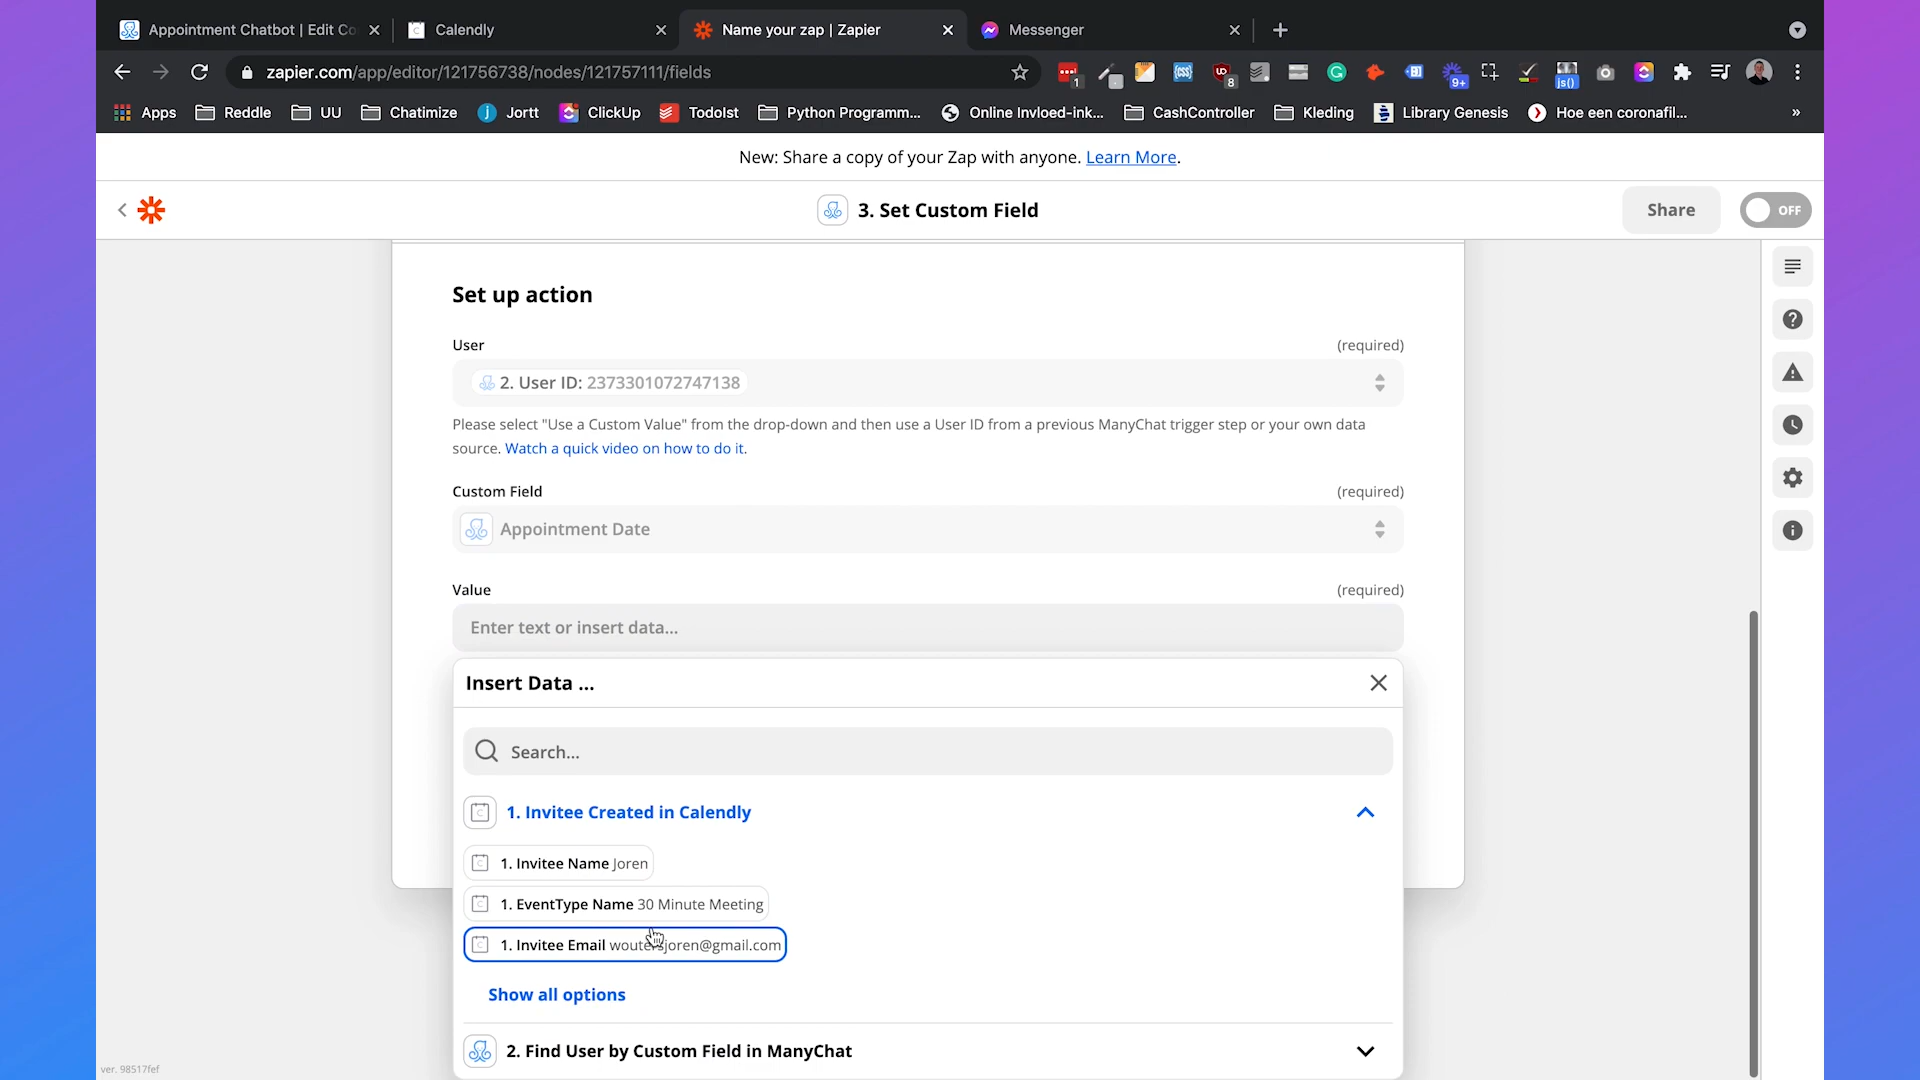 Appointment Chatbot | Edit Co
Calendly
Name your zap | Zapier
Messenger
zapier.com/app/editor/121756738/nodes/121757111/fields
1
8
9+
js()
Apps
Reddle
UU
Chatimize
Jortt
ClickUp
TodoIst
Python Programm...
Online Invloed-ink...
CashController
Kleding
Library Genesis
Hoe een coronafil...
»
New: Share a copy of your Zap with anyone. Learn More.
3. Set Custom Field
Share
OFF
Set up action
User
(required)
2. User ID: 2373301072747138
Please select "Use a Custom Value" from the drop-down and then use a User ID from a previous ManyChat trigger step or your own data
source. Watch a quick video on how to do it.
Custom Field
(required)
Appointment Date
Value
(required)
Enter text or insert data...
Insert Data ...
Search...
1. Invitee Created in Calendly
1. Invitee Name Joren
1. EventType Name 30 Minute Meeting
1. Invitee Email woutersjoren@gmail.com
Show all options
2. Find User by Custom Field in ManyChat
ver. 98517fef